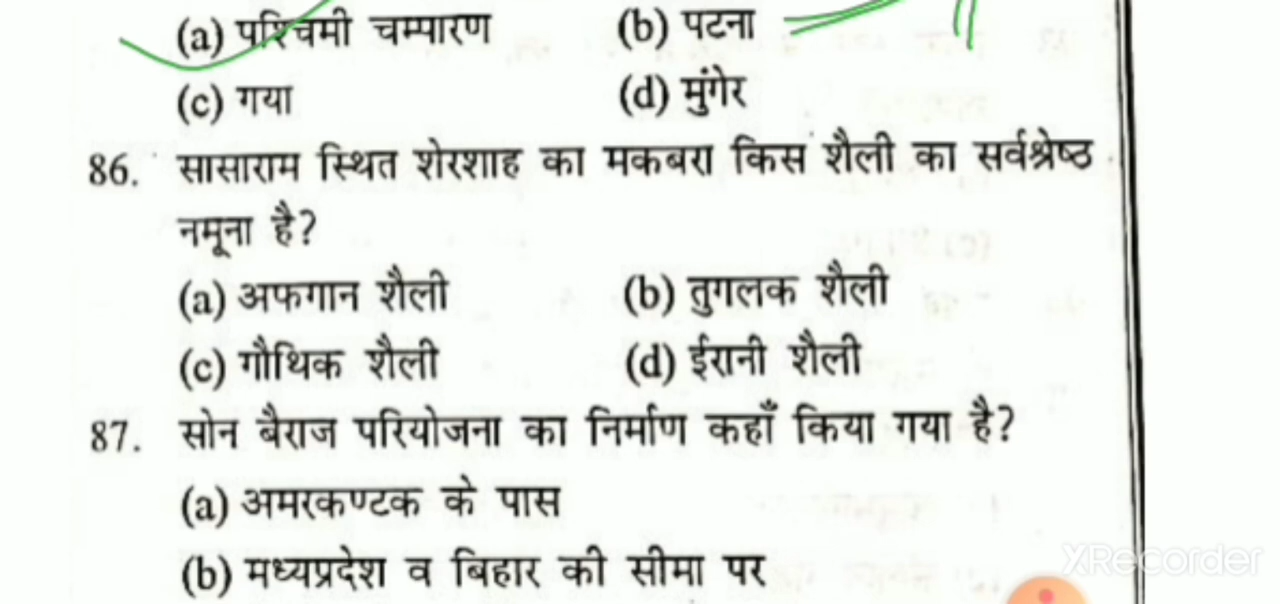 (a) पश्चिमी चम्पारण (b) पटना
(c) गया (d) मुंगेर
86. सासाराम स्थित शेरशाह का मकबरा किस शैली का सर्वश्रेष्ठ
नमूना है?
(a) अफगान शैली (b) तुगलक शैली
(c) गौथिक शैली (d) ईरानी शैली
87. सोन बैराज परियोजना का निर्माण कहाँ किया गया है?
(a) अमरकण्टक के पास
(b) मध्यप्रदेश व बिहार की सीमा पर
XRecorder